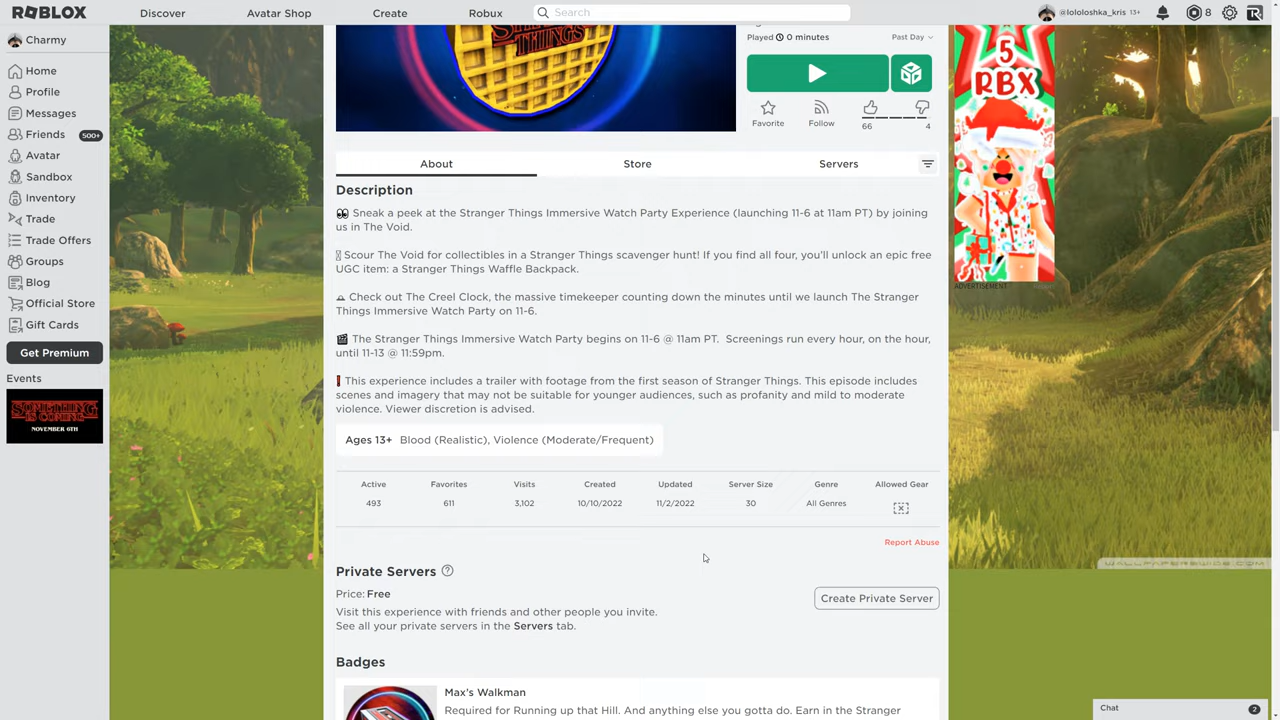 ROBLOX
Discover
Avatar Shop
Create
Robux
Search
@lololoshka_kris 13+
8
Charmy
Home
Profile
Messages
Friends
500+
Avatar
Sandbox
Inventory
Trade
Trade Offers
Groups
Blog
Official Store
Gift Cards
Get Premium
Events
SOMETHING
IS COMING
NOVEMBER 6TH
THINGS
Played 0 minutes
Past Day
Favorite
Follow
66
4
5
RBX
ADVERTISEMENT
About
Store
Servers
Description
👀 Sneak a peek at the Stranger Things Immersive Watch Party Experience (launching 11-6 at 11am PT) by joining
us in The Void.
Scour The Void for collectibles in a Stranger Things scavenger hunt! If you find all four, you'll unlock an epic free
UGC item: a Stranger Things Waffle Backpack.
Check out The Creel Clock, the massive timekeeper counting down the minutes until we launch The Stranger
Things Immersive Watch Party on 11-6.
🎬 The Stranger Things Immersive Watch Party begins on 11-6 @ 11am PT. Screenings run every hour, on the hour,
until 11-13 @ 11:59pm.
❗ This experience includes a trailer with footage from the first season of Stranger Things. This episode includes
scenes and imagery that may not be suitable for younger audiences, such as profanity and mild to moderate
violence. Viewer discretion is advised.
Ages 13+ Blood (Realistic), Violence (Moderate/Frequent)
Active Favorites Visits Created Updated Server Size Genre Allowed Gear
493 611 3,102 10/10/2022 11/2/2022 30 All Genres
Report Abuse
Private Servers
Price: Free
Create Private Server
Visit this experience with friends and other people you invite.
See all your private servers in the Servers tab.
Badges
Max's Walkman
Required for Running up that Hill. And anything else you gotta do. Earn in the Stranger
WALLPAPERSWIDE.COM
Chat
2